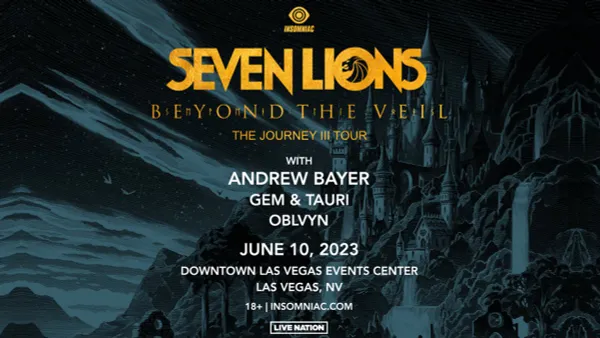 INSOMNIAC
SEVEN LIONS
BEYOND THE VEIL
THE JOURNEY III TOUR
WITH
ANDREW BAYER
GEM & TAURI
OBLVYN
JUNE 10, 2023
DOWNTOWN LAS VEGAS EVENTS CENTER
LAS VEGAS, NV
18+ | INSOMNIAC.COM
LIVE NATION